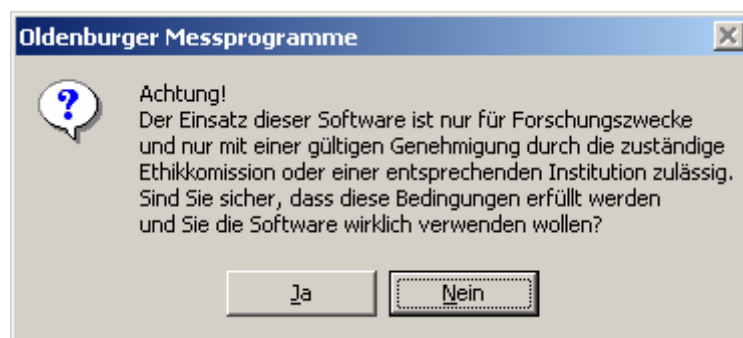 Oldenburger Messprogramme
?
Achtung!
Der Einsatz dieser Software ist nur für Forschungszwecke
und nur mit einer gültigen Genehmigung durch die zuständige
Ethikkomission oder einer entsprechenden Institution zulässig.
Sind Sie sicher, dass diese Bedingungen erfüllt werden
und Sie die Software wirklich verwenden wollen?
Ja
Nein